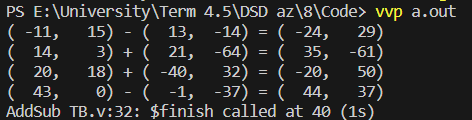 PS E:\University\Term 4.5\DSD az\8\Code> vvp a.out
( -11,   15) - (  13,  -14) = ( -24,   29)
(  14,    3) + (  21,  -64) = (  35,  -61)
(  20,   18) + ( -40,   32) = ( -20,   50)
(  43,    0) - (  -1,  -37) = (  44,   37)
AddSub TB.v:32: $finish called at 40 (1s)